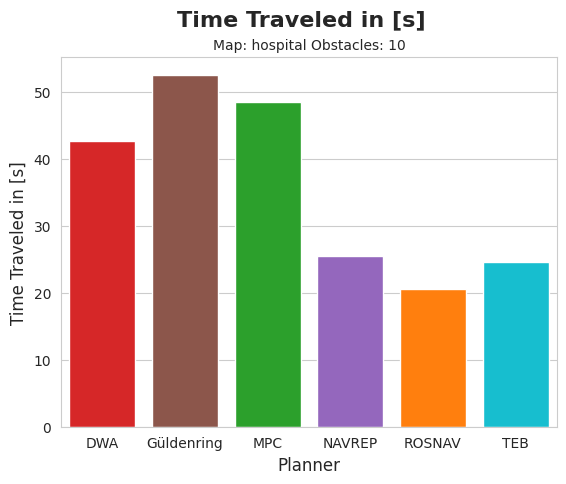 Time Traveled in [s]
Map: hospital Obstacles: 10
Time Traveled in [s]
50
40
30
20
10
0
DWA Güldenring MPC NAVREP ROSNAV TEB
Planner